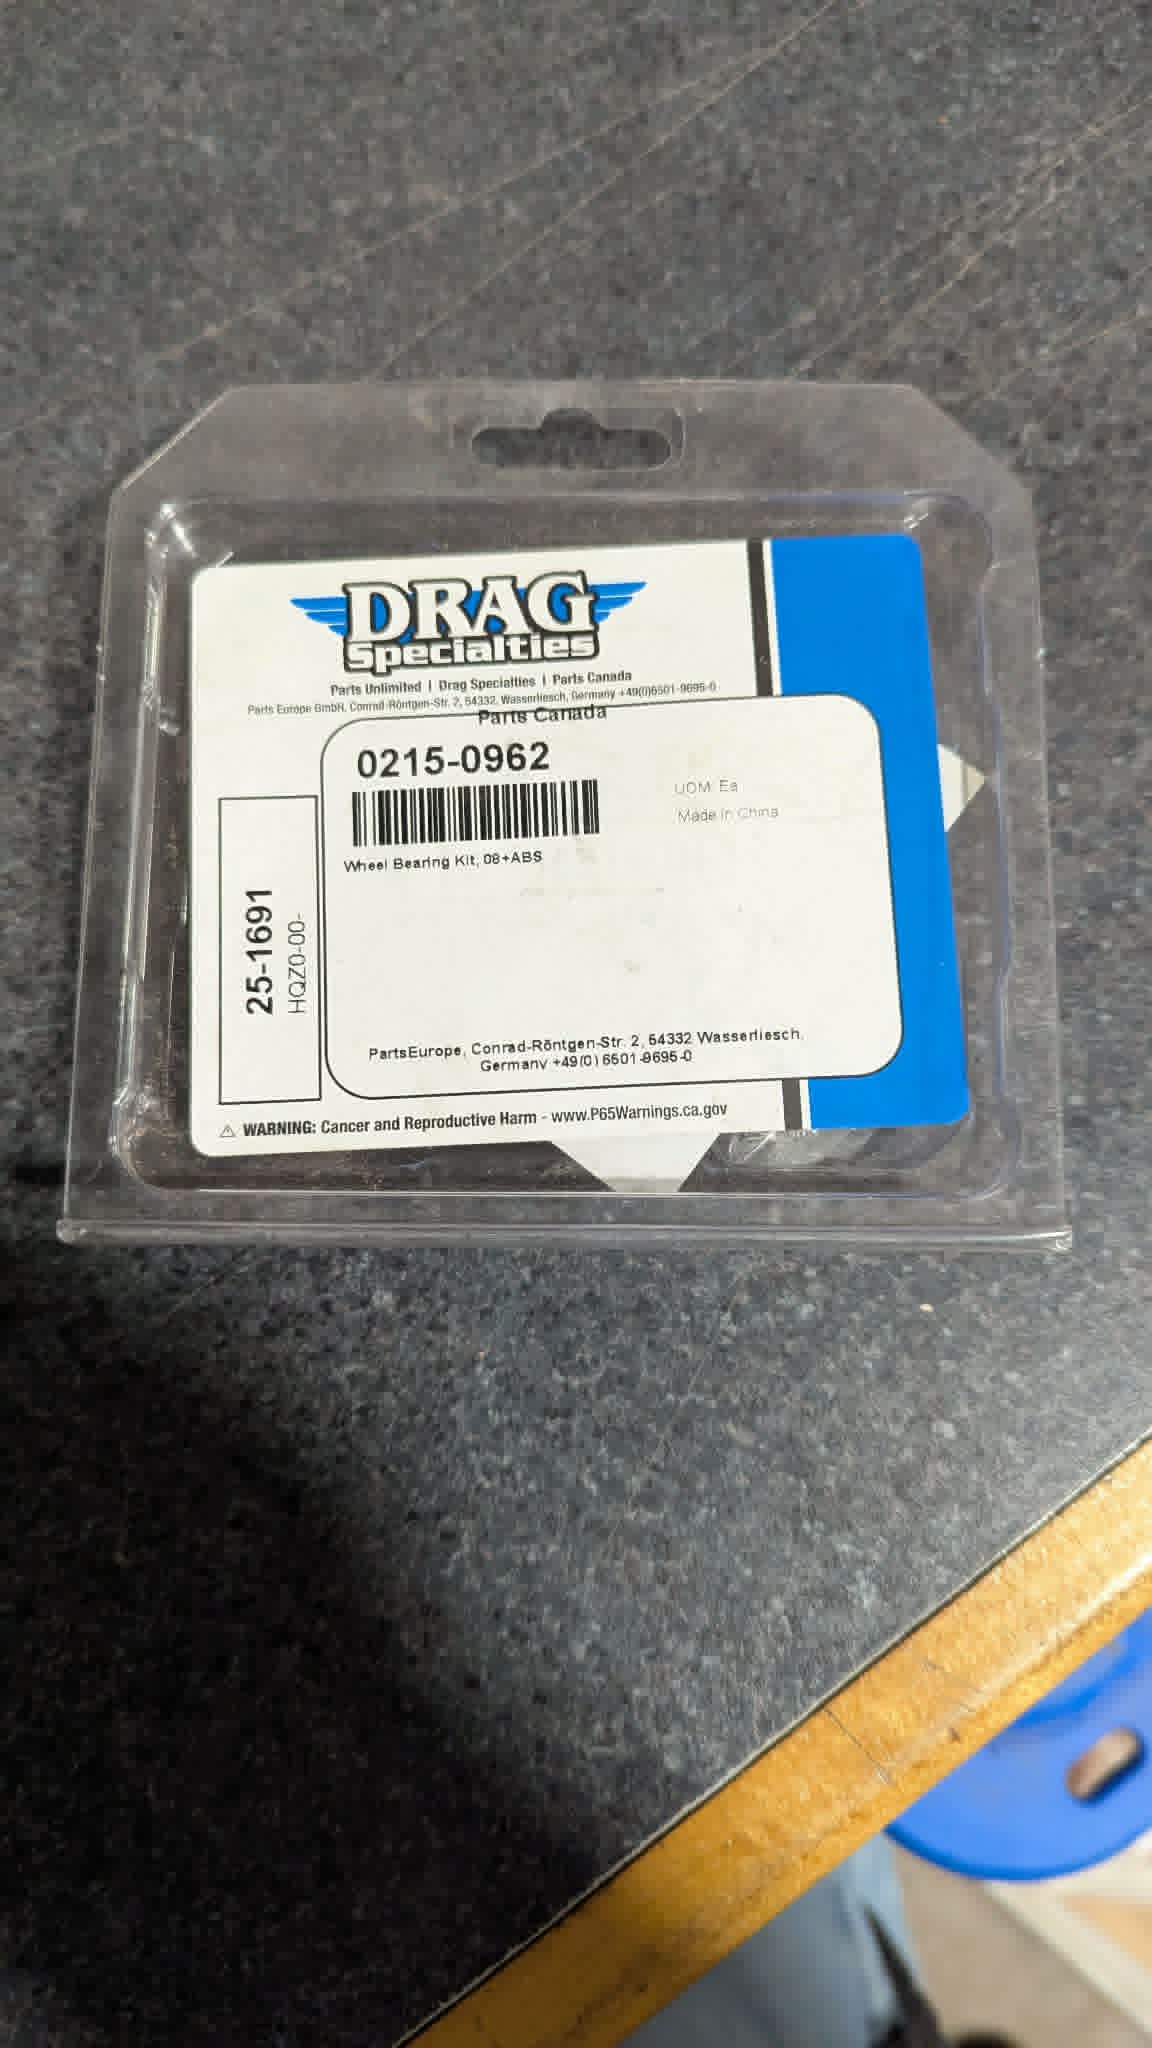 DRAG
Specialties
Parts Unlimited | Drag Specialties | Parts Canada
Parts Europe GmbH, Conrad-Röntgen-Str. 2, 54332, Wasserliesch, Germany +49(0)6501-9695-0
Parts Canada
0215-0962
UOM: Ea
Made in China
Wheel Bearing Kit, 08+ABS
25-1691
HQZ0-00-
PartsEurope, Conrad-Röntgen-Str. 2, 54332 Wasserliesch,
Germany +49(0) 6501-9695-0
⚠ WARNING: Cancer and Reproductive Harm - www.P65Warnings.ca.gov